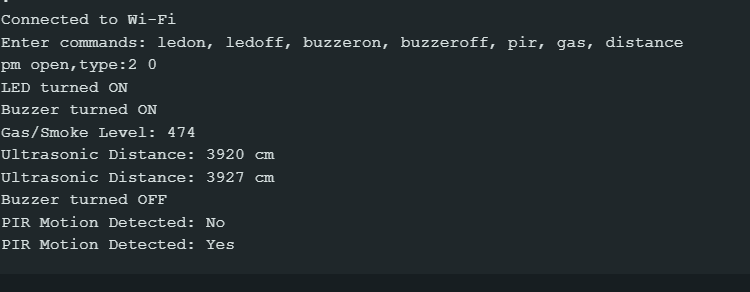 Connected to Wi-Fi
Enter commands: ledon, ledoff, buzzeron, buzzeroff, pir, gas, distance
pm open,type:2 0
LED turned ON
Buzzer turned ON
Gas/Smoke Level: 474
Ultrasonic Distance: 3920 cm
Ultrasonic Distance: 3927 cm
Buzzer turned OFF
PIR Motion Detected: No
PIR Motion Detected: Yes